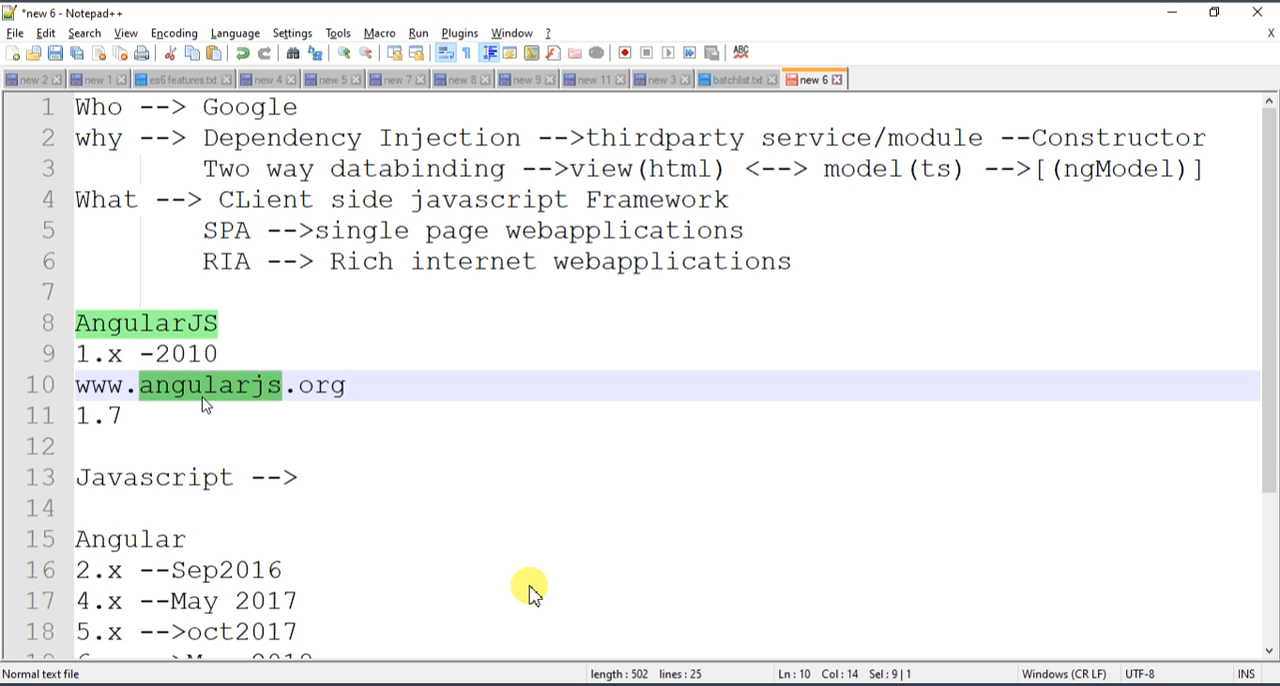 *new 6 - Notepad++
File Edit Search View Encoding Language Settings Tools Macro Run Plugins Window ? X
new 2 new 1 es6 features.txt new 4 new 5 new 7 new 8 new 9 new 11 new 3 batchlist.txt new 6
1 Who --> Google
2 why --> Dependency Injection -->thirdparty service/module --Constructor
3 Two way databinding -->view(html) <--> model(ts) -->[(ngModel)]
4 What --> CLient side javascript Framework
5 SPA -->single page webapplications
6 RIA --> Rich internet webapplications
7
8 AngularJS
9 1.x -2010
10 www.angularjs.org
11 1.7
12
13 Javascript -->
14
15 Angular
16 2.x --Sep2016
17 4.x --May 2017
18 5.x -->oct2017
Normal text file length : 502 lines : 25 Ln : 10 Col : 14 Sel : 9 | 1 Windows (CR LF) UTF-8 INS